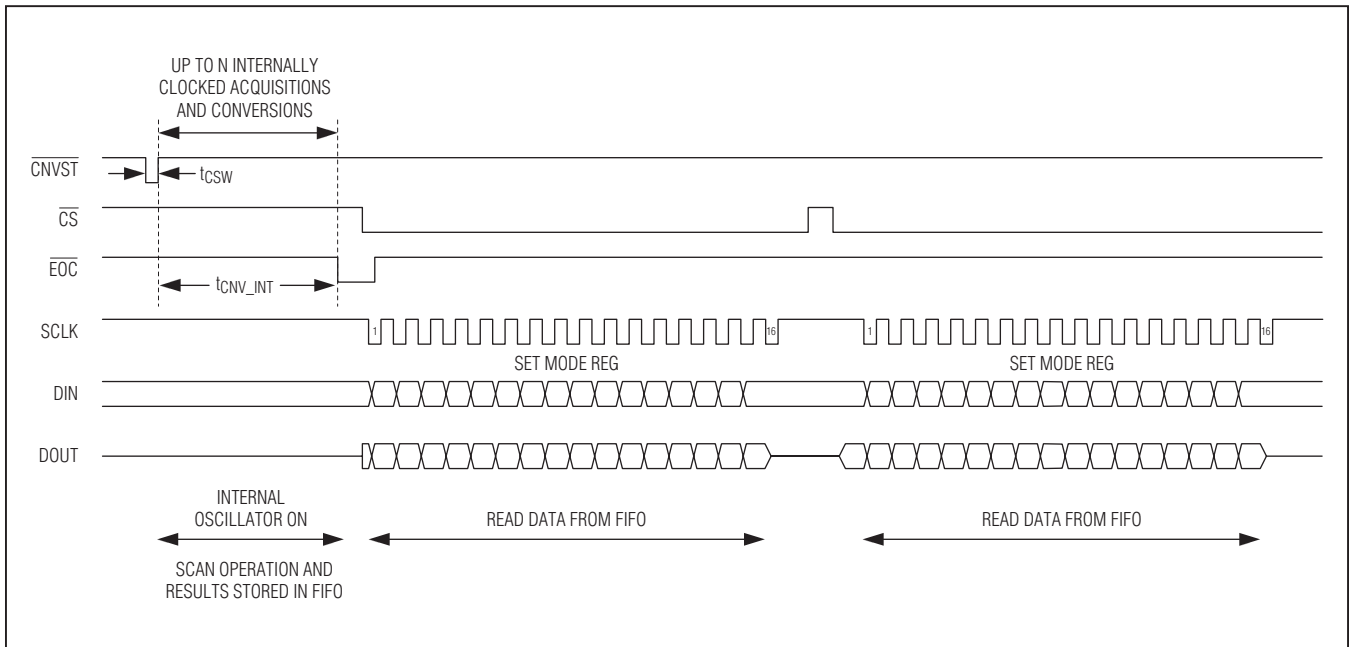 UP TO N INTERNALLY
CLOCKED ACQUISITIONS
AND CONVERSIONS
CNVST
tCSW
CS
EOC
tCNV_INT
SCLK
1
16
1
16
SET MODE REG
SET MODE REG
DIN
DOUT
INTERNAL
OSCILLATOR ON
READ DATA FROM FIFO
READ DATA FROM FIFO
SCAN OPERATION AND
RESULTS STORED IN FIFO